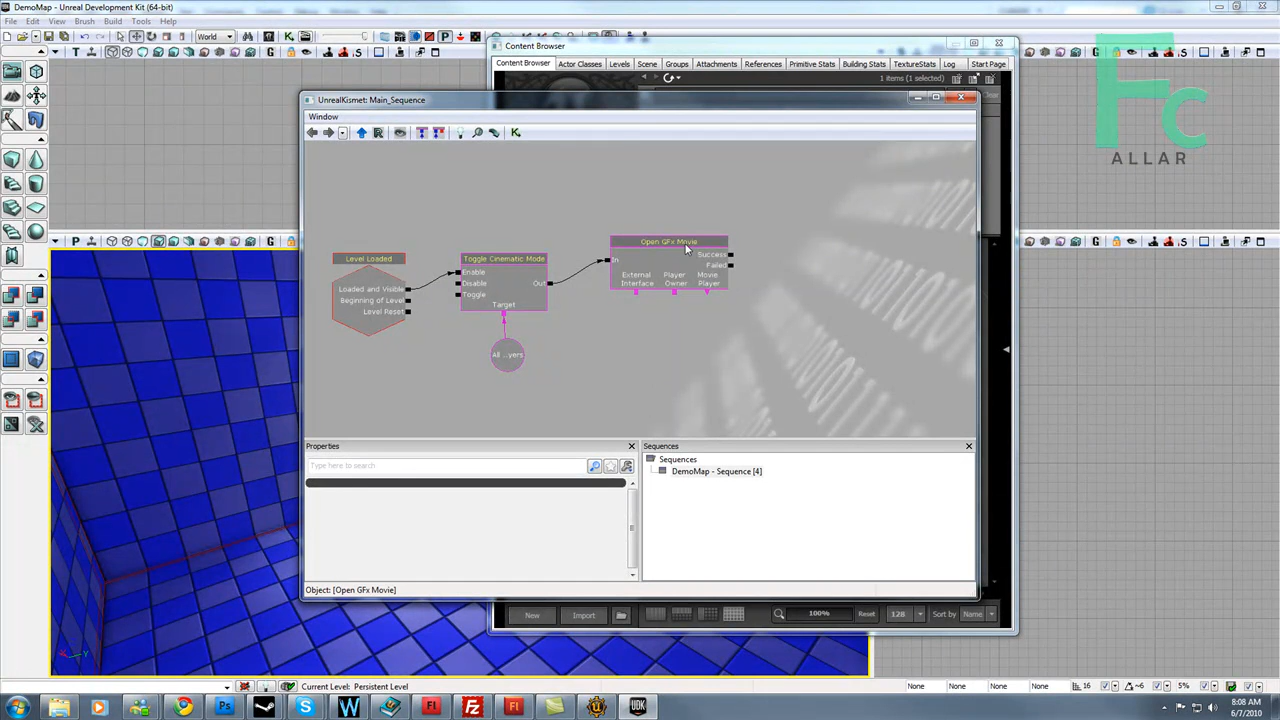 DemoMap - Unreal Development Kit (64-bit)
File Edit View Brush Build Tools Help
World
Content Browser
Content Browser Actor Classes Levels Scene Groups Attachments References Primitive Stats Building Stats TextureStats Log Start Page
1 items (1 selected)
UnrealKismet: Main_Sequence
Window
ALLAR
Open GFx Movie
Success
Failed
In
External Interface
Player Owner
Movie Player
Level Loaded
Loaded and Visible
Beginning of Level
Level Reset
Toggle Cinematic Mode
Enable
Disable
Toggle
Out
Target
All ..yers
Properties
Type here to search
Sequences
Sequences
DemoMap - Sequence [4]
Object: [Open GFx Movie]
New Import 100% Reset 128 Sort by Name
Current Level: Persistent Level
None None None None 16 6 5%
8:08 AM
6/7/2010